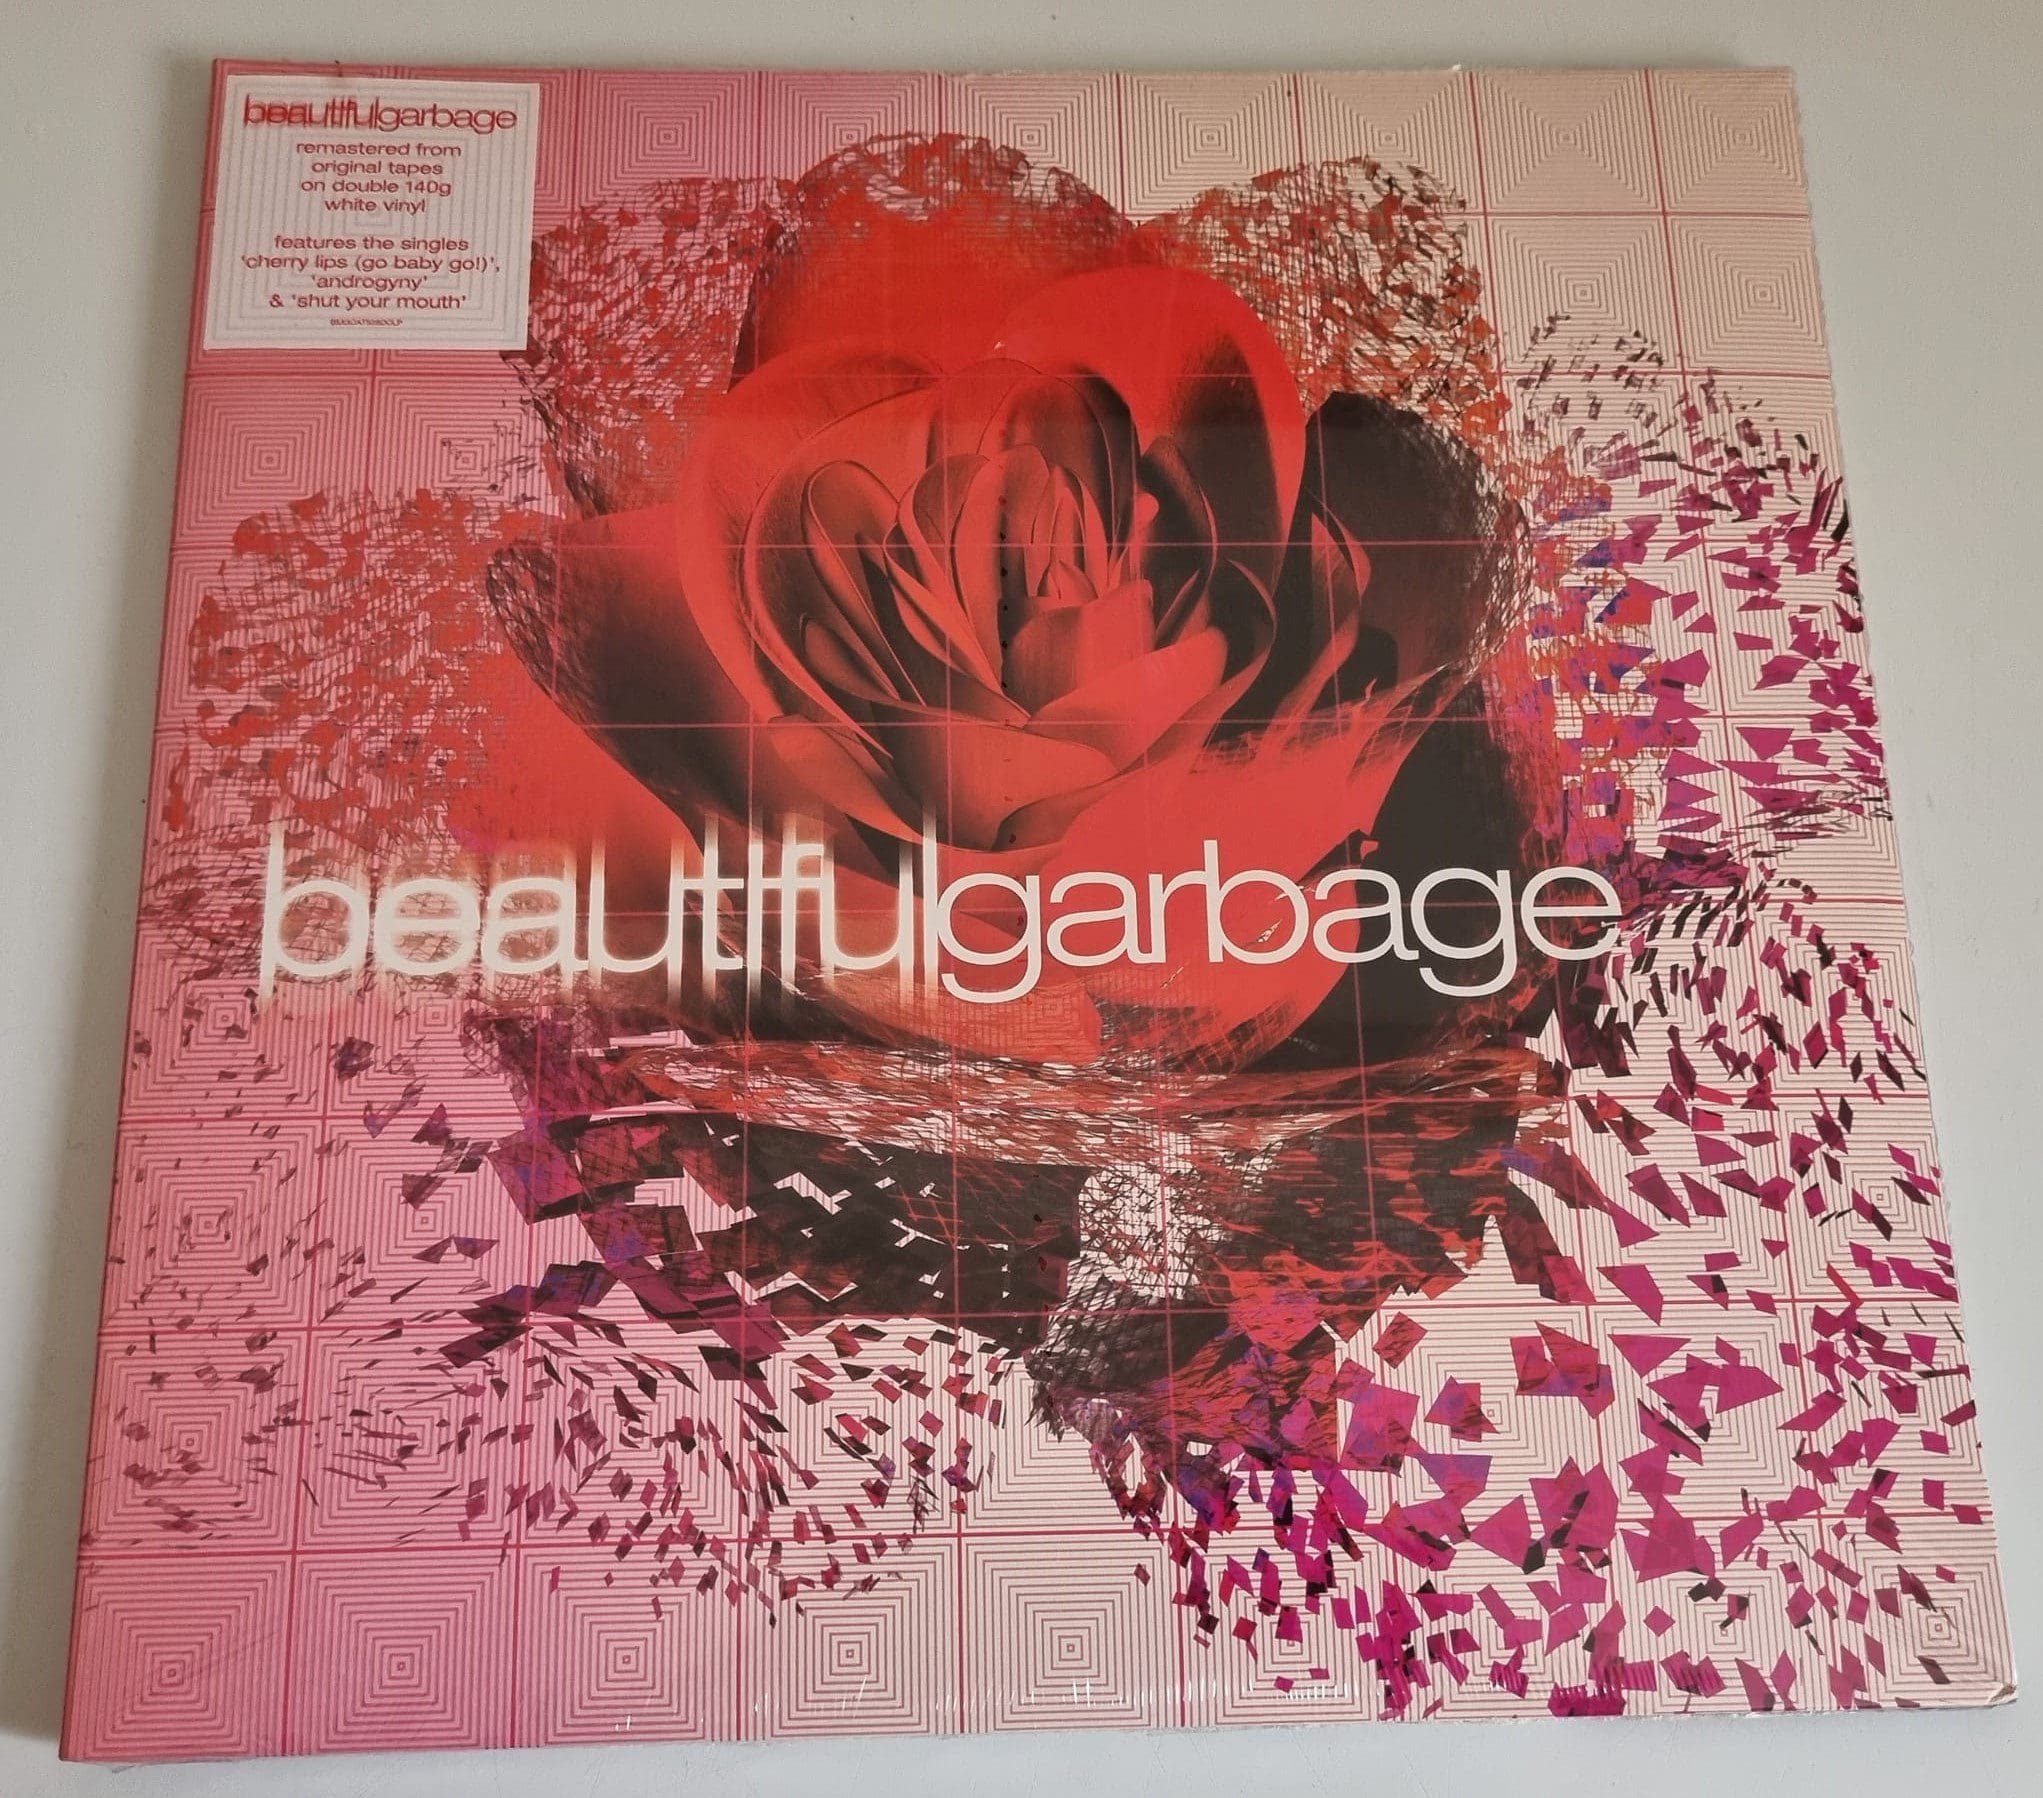 beautifulgarbage
remastered from
original tapes
on double 140g
white vinyl
features the singles
‘cherry lips (go baby go!)’,
‘androgyny’
& ‘shut your mouth’
beautifulgarbage